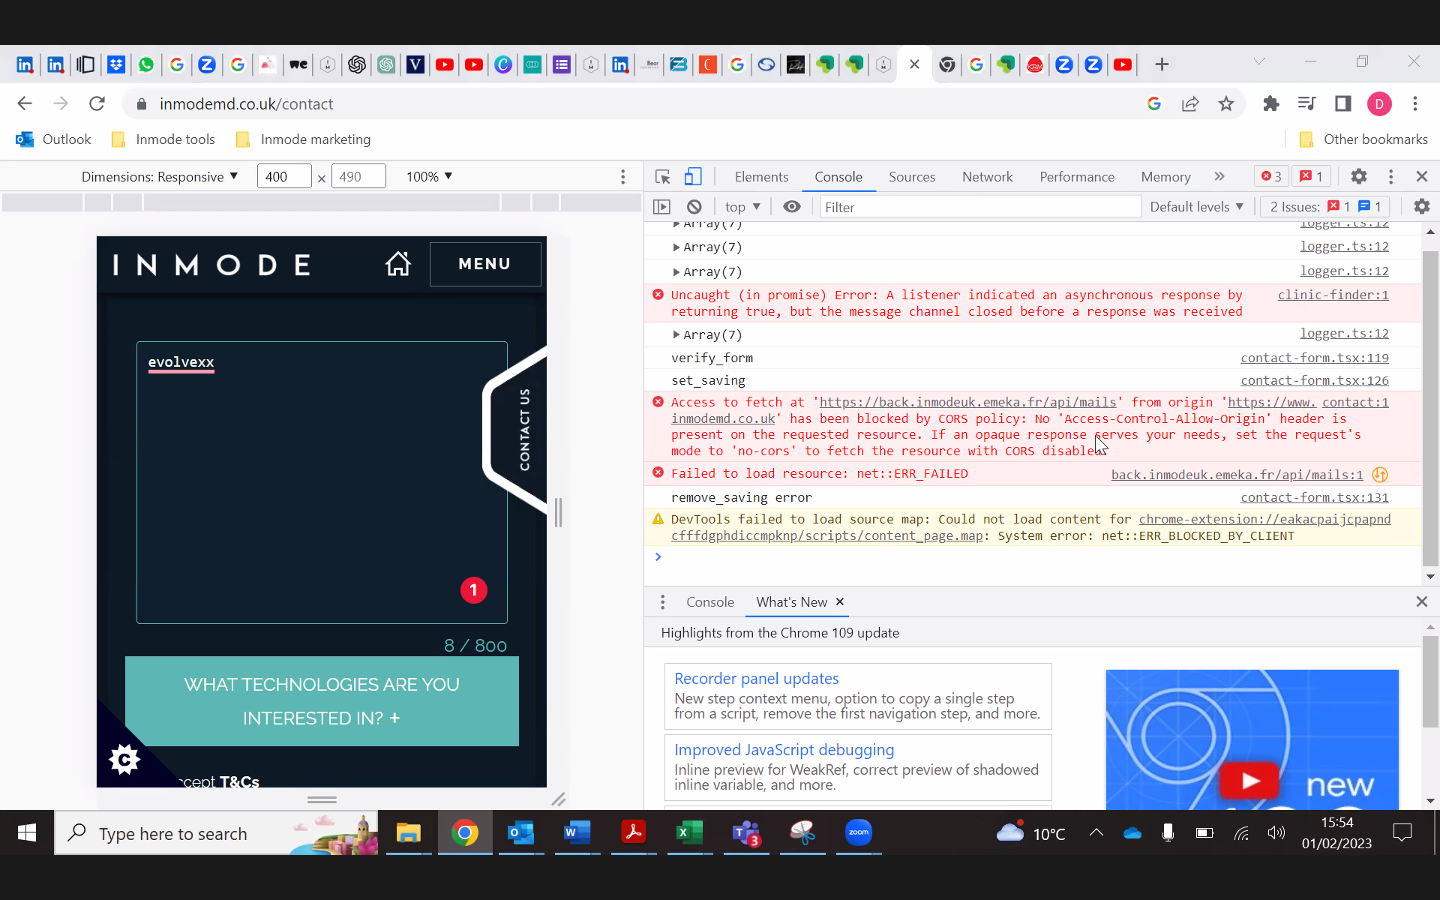 inmodemd.co.uk/contact
D
Outlook
Inmode tools
Inmode marketing
Other bookmarks
Dimensions: Responsive
400
x
490
100%
Elements
Console
Sources
Network
Performance
Memory
3
1
top
Filter
Default levels
2 Issues:
1
1
Array(7) logger.ts:12
Array(7) logger.ts:12
Array(7) logger.ts:12
Uncaught (in promise) Error: A listener indicated an asynchronous response by clinic-finder:1
returning true, but the message channel closed before a response was received
Array(7) logger.ts:12
verify_form contact-form.tsx:119
set_saving contact-form.tsx:126
Access to fetch at 'https://back.inmodeuk.emeka.fr/api/mails' from origin 'https://www. contact:1
inmodemd.co.uk' has been blocked by CORS policy: No 'Access-Control-Allow-Origin' header is
present on the requested resource. If an opaque response serves your needs, set the request's
mode to 'no-cors' to fetch the resource with CORS disabled.
Failed to load resource: net::ERR_FAILED back.inmodeuk.emeka.fr/api/mails:1
remove_saving error contact-form.tsx:131
DevTools failed to load source map: Could not load content for chrome-extension://eakacpaijcpapnd
cfffdgphdiccmpknp/scripts/content_page.map: System error: net::ERR_BLOCKED_BY_CLIENT
Console
What's New
Highlights from the Chrome 109 update
Recorder panel updates
New step context menu, option to copy a single step
from a script, remove the first navigation step, and more.
Improved JavaScript debugging
Inline preview for WeakRef, correct preview of shadowed
inline variable, and more.
new
INMODE
MENU
evolvexx
CONTACT US
1
8 / 800
WHAT TECHNOLOGIES ARE YOU
INTERESTED IN? +
C
cept T&Cs
Type here to search
3
zoom
10°C
15:54
01/02/2023